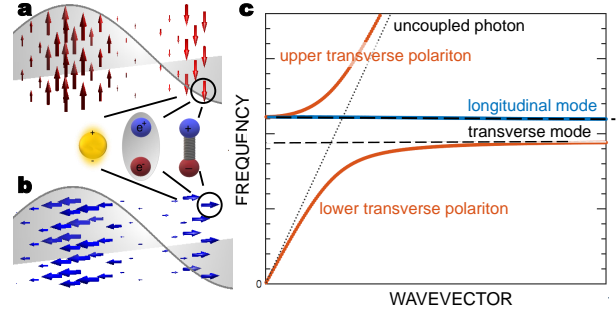 a
b
+
-
e+
e-
+
−
c
uncoupled photon
upper transverse polariton
longitudinal mode
transverse mode
lower transverse polariton
FREQUFNCY
0
WAVEVECTOR